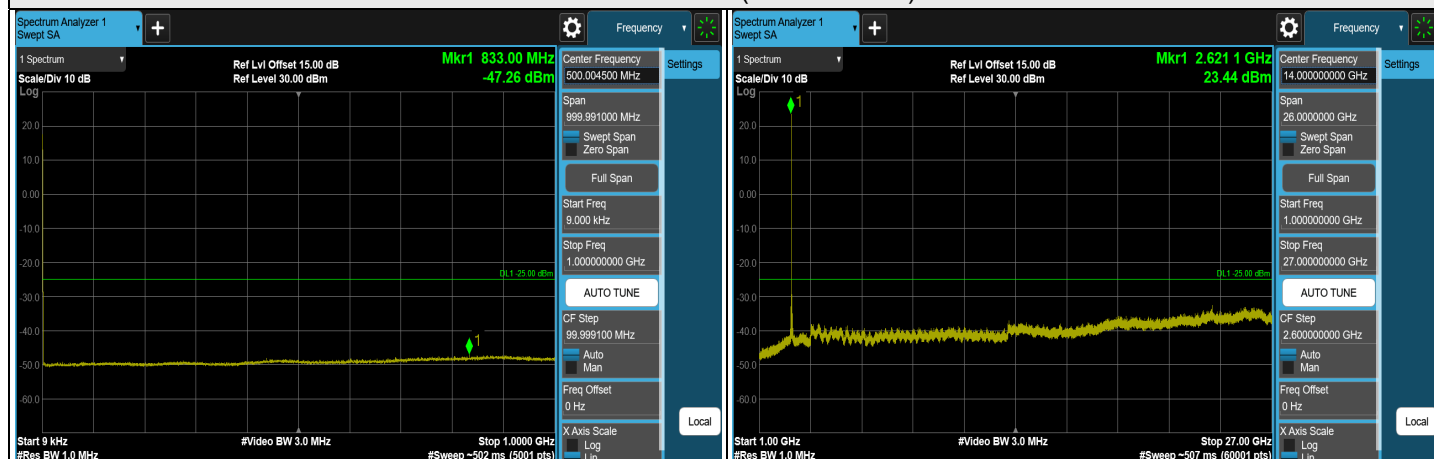 Spectrum Analyzer 1
Swept SA
+
Frequency
1 Spectrum
Scale/Div 10 dB
Log
Ref Lvl Offset 15.00 dB
Ref Level 30.00 dBm
Mkr1 833.00 MHz
-47.26 dBm
1
20.0
10.0
0.00
-10.0
-20.0
DL1 -25.00 dBm
-30.0
-40.0
1
-50.0
-60.0
Start 9 kHz
#Video BW 3.0 MHz
Stop 1.0000 GHz
#Res BW 1.0 MHz
#Sweep ~502 ms (5001 pts)
Center Frequency
500.004500 MHz
Settings
Span
999.991000 MHz
Swept Span
Zero Span
Full Span
Start Freq
9.000 kHz
Stop Freq
1.000000000 GHz
AUTO TUNE
CF Step
99.999100 MHz
Auto
Man
Freq Offset
0 Hz
X Axis Scale
Log
Lin
Local
Spectrum Analyzer 1
Swept SA
+
Frequency
1 Spectrum
Scale/Div 10 dB
Log
Ref Lvl Offset 15.00 dB
Ref Level 30.00 dBm
Mkr1 2.621 1 GHz
23.44 dBm
1
20.0
10.0
0.00
-10.0
-20.0
DL1 -25.00 dBm
-30.0
-40.0
-50.0
-60.0
Start 1.00 GHz
#Video BW 3.0 MHz
Stop 27.00 GHz
#Res BW 1.0 MHz
#Sweep ~507 ms (60001 pts)
Center Frequency
14.000000000 GHz
Settings
Span
26.0000000 GHz
Swept Span
Zero Span
Full Span
Start Freq
1.000000000 GHz
Stop Freq
27.000000000 GHz
AUTO TUNE
CF Step
2.600000000 GHz
Auto
Man
Freq Offset
0 Hz
X Axis Scale
Log
Lin
Local